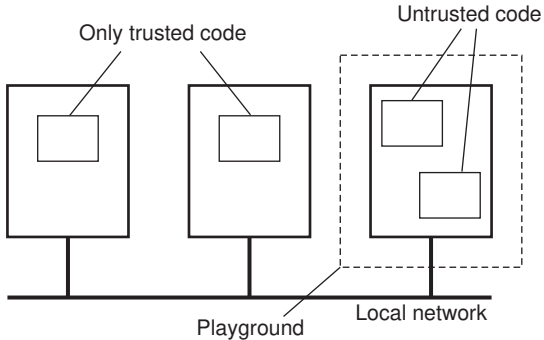 Untrusted code
Only trusted code
Local network
Playground